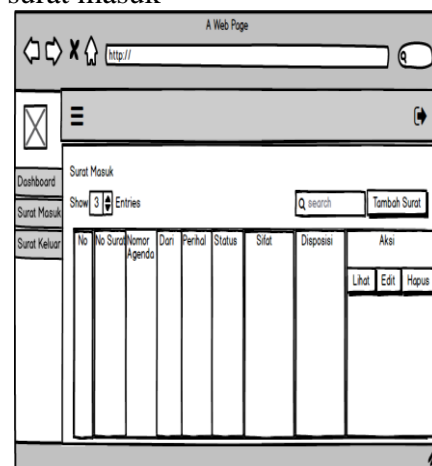 surat masuk
A Web Page
http://
Dashboard
Surat Masuk
Surat Keluar
Surat Masuk
Show 3 Entries
search
Tambah Surat
No
No Surat
Nomor
Agenda
Dari
Perihal
Status
Sifat
Disposisi
Aksi
Lihat
Edit
Hapus